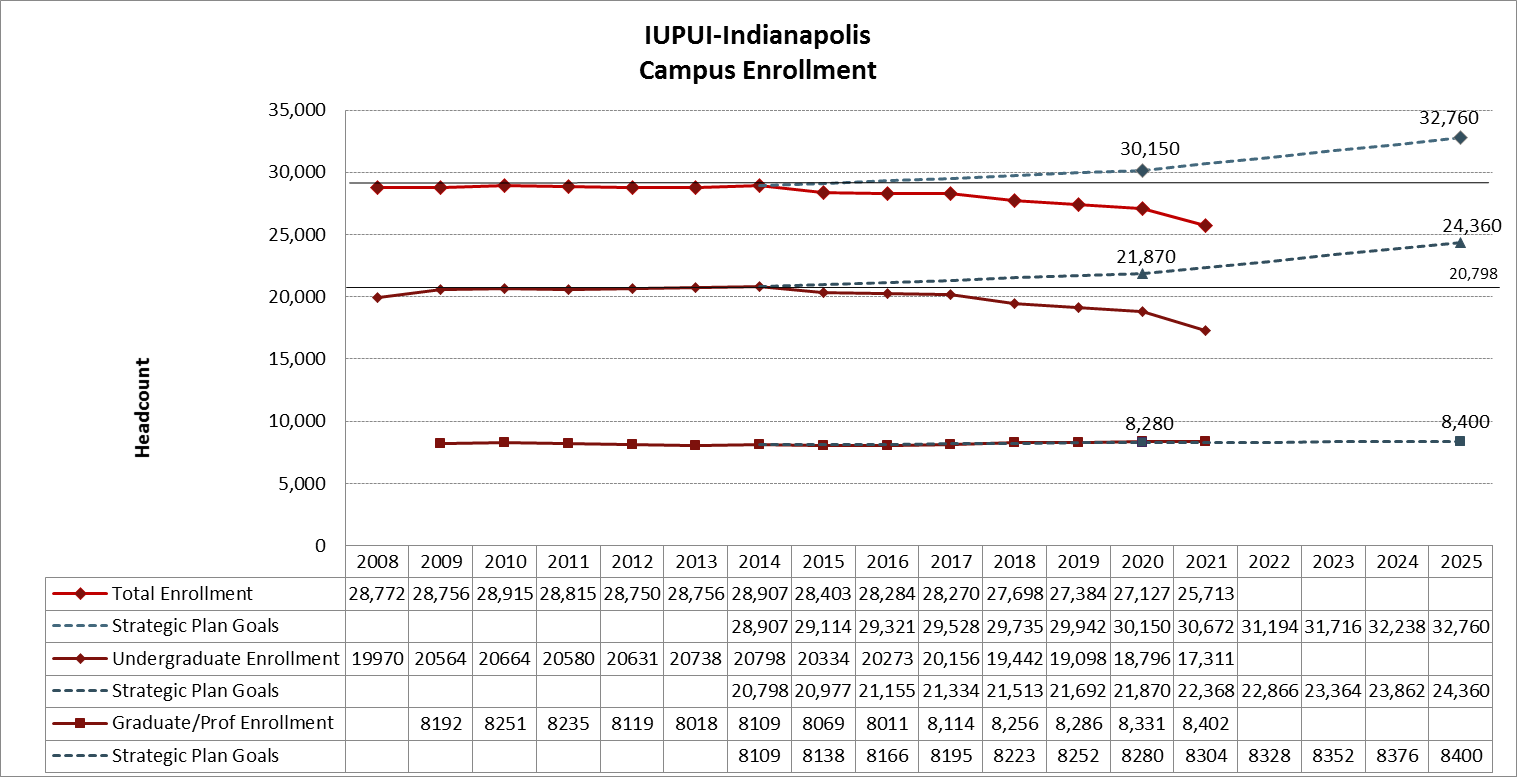 IUPUI-Indianapolis
Campus Enrollment
35,000
32,760
30,150
30,000
25,000
24,360
21,870
20,798
20,000
15,000
Headcount
10,000
8,280
8,400
5,000
0
2008 2009 2010 2011 2012 2013 2014 2015 2016 2017 2018 2019 2020 2021 2022 2023 2024 2025
Total Enrollment 28,772 28,756 28,915 28,815 28,750 28,756 28,907 28,403 28,284 28,270 27,698 27,384 27,127 25,713
Strategic Plan Goals 28,907 29,114 29,321 29,528 29,735 29,942 30,150 30,672 31,194 31,716 32,238 32,760
Undergraduate Enrollment 19970 20564 20664 20580 20631 20738 20798 20334 20273 20,156 19,442 19,098 18,796 17,311
Strategic Plan Goals 20,798 20,977 21,155 21,334 21,513 21,692 21,870 22,368 22,866 23,364 23,862 24,360
Graduate/Prof Enrollment 8192 8251 8235 8119 8018 8109 8069 8011 8,114 8,256 8,286 8,331 8,402
Strategic Plan Goals 8109 8138 8166 8195 8223 8252 8280 8304 8328 8352 8376 8400